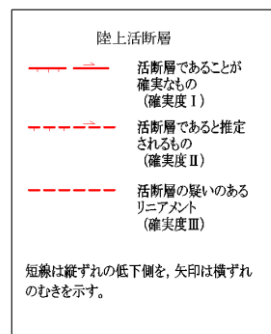 陸上活断層
活断層であることが
確実なもの
(確実度Ⅰ)
活断層であると推定
されるもの
(確実度Ⅱ)
活断層の疑いのある
リニアメント
(確実度Ⅲ)
短線は縦ずれの低下側を,矢印は横ずれ
のむきを示す。